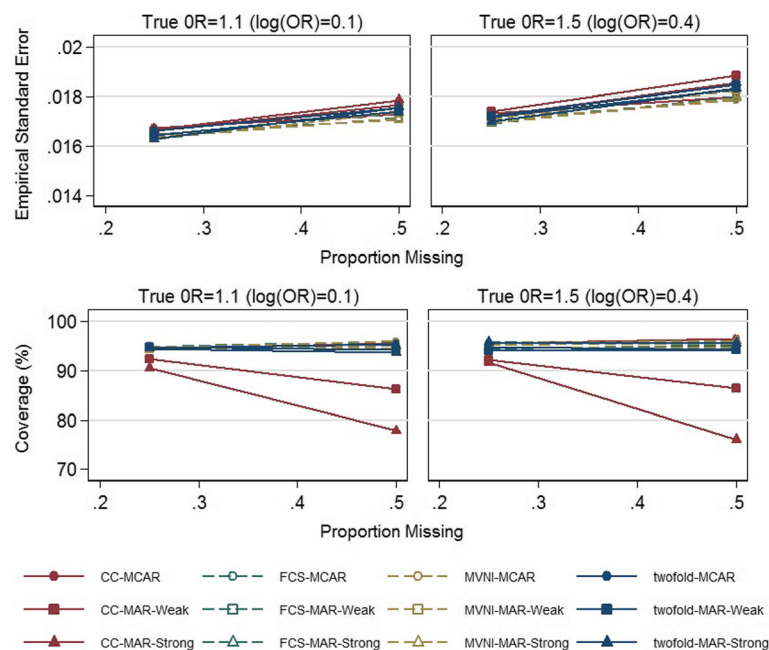 True 0R=1.1 (log(OR)=0.1) True 0R=1.5 (log(OR)=0.4)
Empirical Standard Error
.02
.018
.016
.014
.2 .3 .4 .5 .2 .3 .4 .5
Proportion Missing Proportion Missing
True 0R=1.1 (log(OR)=0.1) True 0R=1.5 (log(OR)=0.4)
Coverage (%)
100
90
80
70
.2 .3 .4 .5 .2 .3 .4 .5
Proportion Missing Proportion Missing
CC-MCAR FCS-MCAR MVNI-MCAR twofold-MCAR
CC-MAR-Weak FCS-MAR-Weak MVNI-MAR-Weak twofold-MAR-Weak
CC-MAR-Strong FCS-MAR-Strong MVNI-MAR-Strong twofold-MAR-Strong